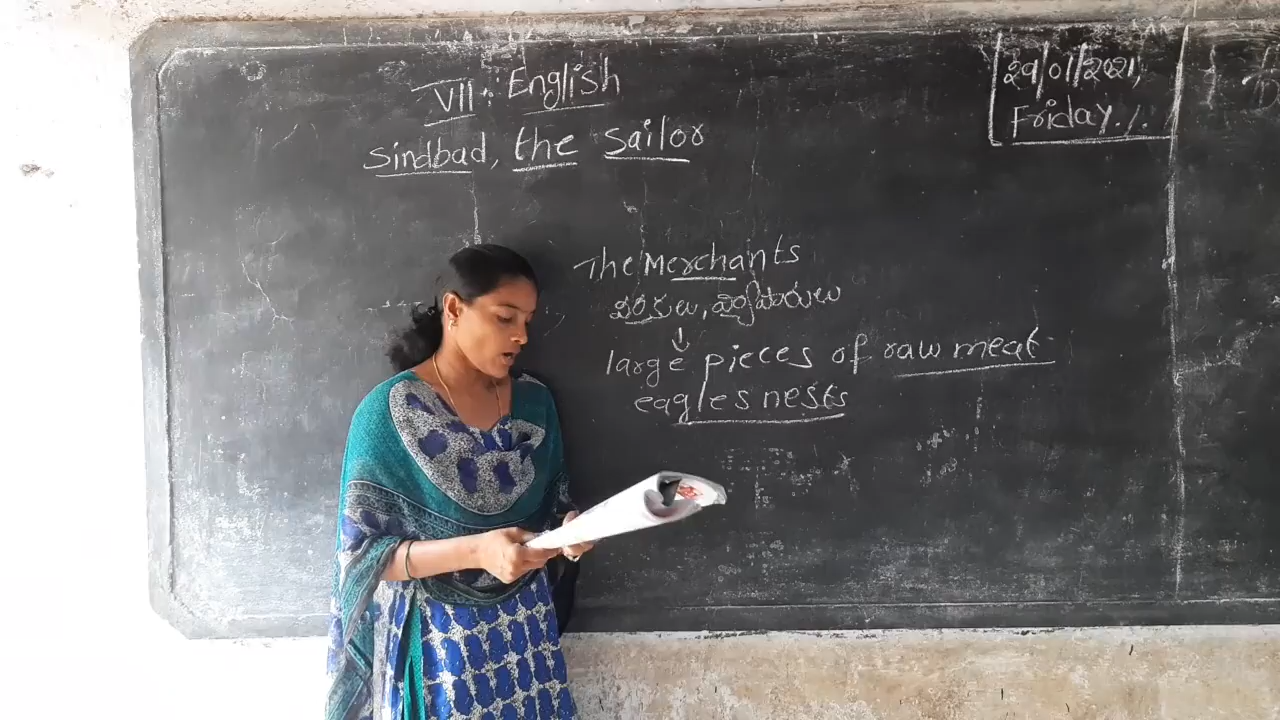 VII : English
29/01/2021,
Friday./.
Sindbad, the Sailor
The Merchants
వర్తకులు, వ్యాపారులు
↓
large pieces of raw meat
eagles nests